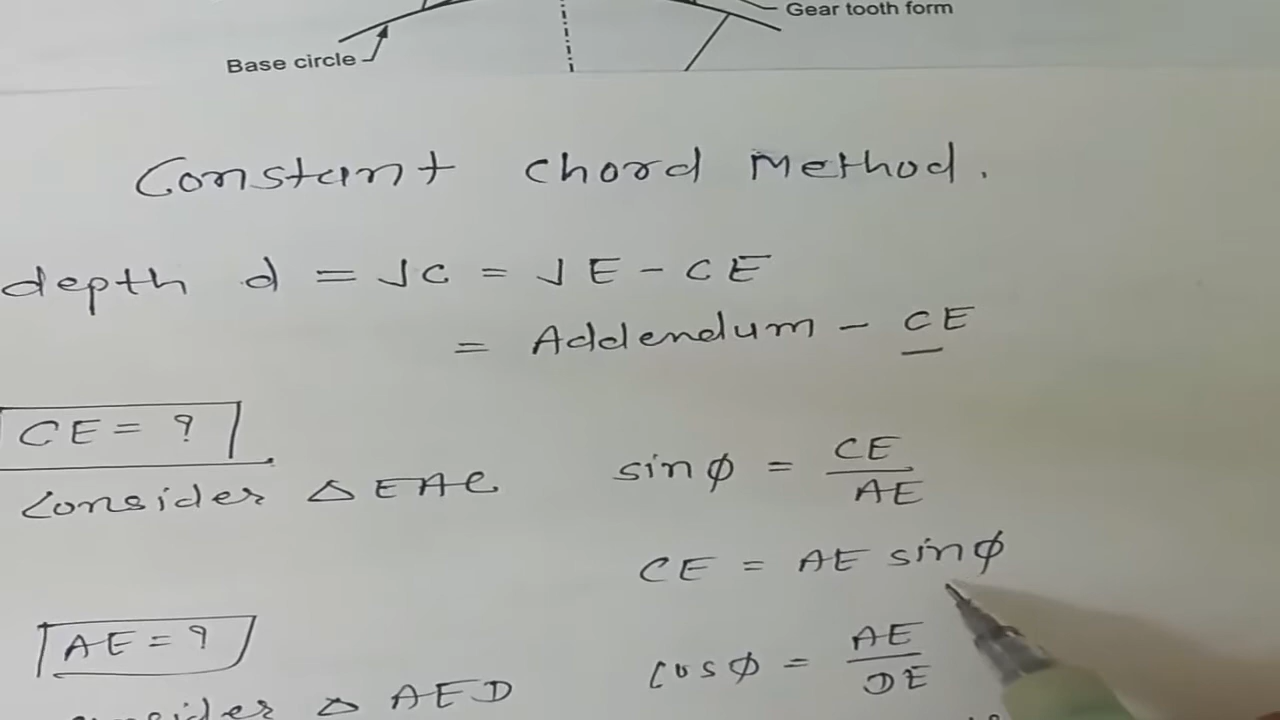 Gear tooth form
Base circle
Constant chord Method.
depth d = JC = JE - CE
= Addendum - CE
CE = ?
Consider △EAC
sinϕ = CE / AE
CE = AE sinϕ
AE = ?
cosϕ = AE / DE
△ AED